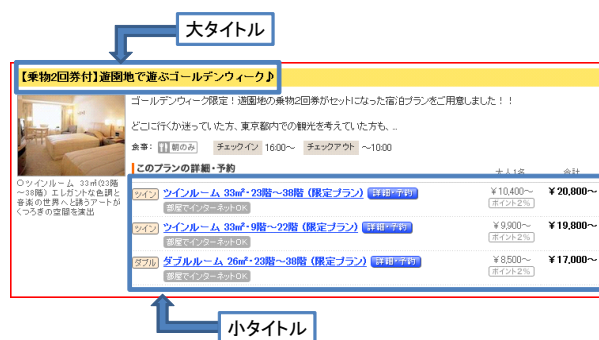 大タイトル
【乗物2回券付】遊園地で遊ぶゴールデンウィーク♪
ゴールデンウィーク限定！遊園地の乗物2回券がセットになった宿泊プランをご用意しました！！
どこに行くか迷っていた方、東京都内での観光を考えていた方も、..
食事： 朝のみ チェックイン 16:00～ チェックアウト ～10:00
このプランの詳細・予約 大人1名 合計
○ツインルーム 33㎡(23階
～38階) エレガントな色調と
音楽の世界へと誘うアートが
くつろぎの空間を演出
ツイン ツインルーム 33㎡・23階～38階 (限定プラン) 詳細・予約 ￥10,400～ ￥20,800～
部屋でインターネットOK ポイント2%
ツイン ツインルーム 33㎡・9階～22階 (限定プラン) 詳細・予約 ￥9,900～ ￥19,800～
部屋でインターネットOK ポイント2%
ダブル ダブルルーム 26㎡・23階～38階 (限定プラン) 詳細・予約 ￥8,500～ ￥17,000～
部屋でインターネットOK ポイント2%
小タイトル